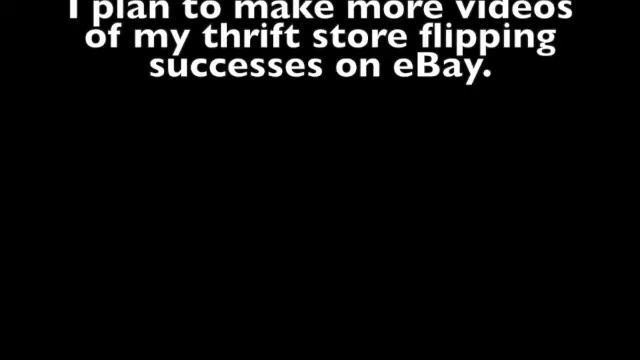 I plan to make more videos
of my thrift store flipping
successes on eBay.